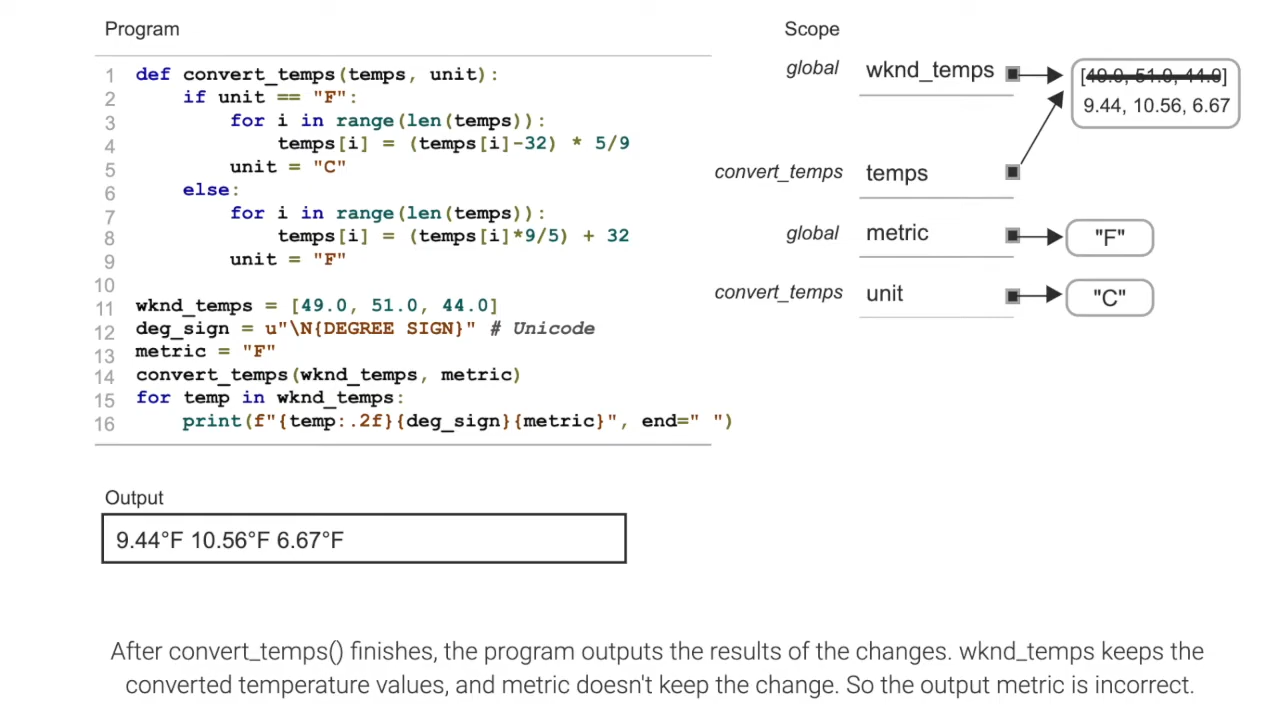 Program
1 def convert_temps(temps, unit):
2     if unit == "F":
3         for i in range(len(temps)):
4             temps[i] = (temps[i]-32) * 5/9
5         unit = "C"
6     else:
7         for i in range(len(temps)):
8             temps[i] = (temps[i]*9/5) + 32
9         unit = "F"
10
11 wknd_temps = [49.0, 51.0, 44.0]
12 deg_sign = u"\N{DEGREE SIGN}" # Unicode
13 metric = "F"
14 convert_temps(wknd_temps, metric)
15 for temp in wknd_temps:
16     print(f"{temp:.2f}{deg_sign}{metric}", end=" ")
Scope
global wknd_temps [49.0, 51.0, 44.0]
9.44, 10.56, 6.67
convert_temps temps
global metric "F"
convert_temps unit "C"
Output
9.44°F 10.56°F 6.67°F
After convert_temps() finishes, the program outputs the results of the changes. wknd_temps keeps the
converted temperature values, and metric doesn't keep the change. So the output metric is incorrect.